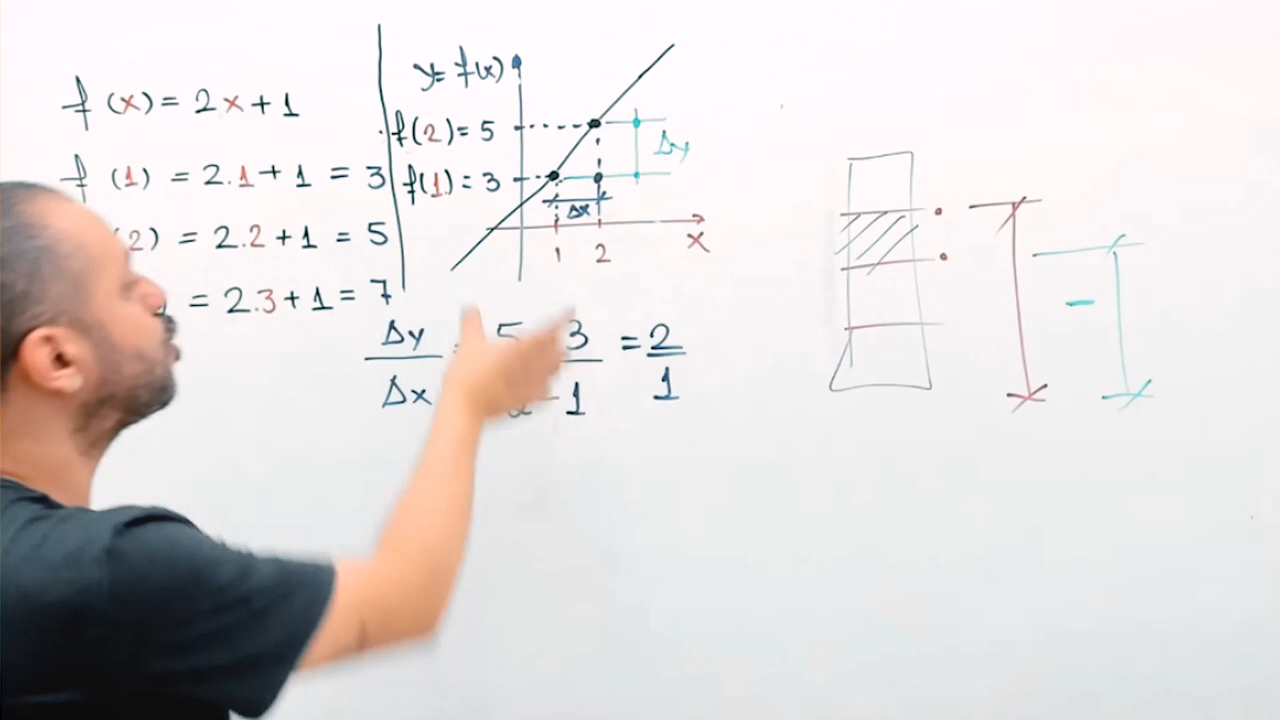 f (x) = 2x + 1
f (1) = 2.1 + 1 = 3
2) = 2.2 + 1 = 5
= 2.3 + 1 = 7
y = f(x)
f(2) = 5
Δy
f(1) = 3
Δx
x
1 2
Δy 5 3 = 2
Δx - 1 1
-